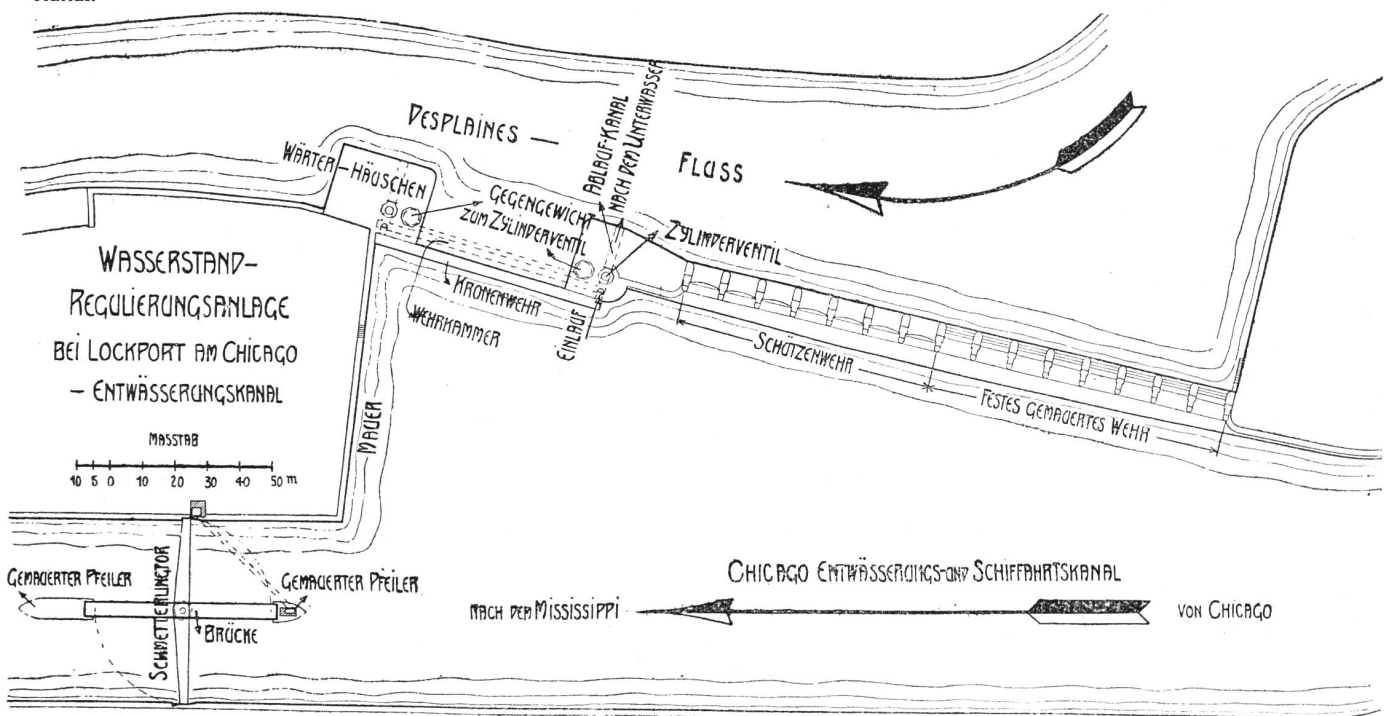 DESPLAINES —
FLUSS
ABLAUF-KANAL
NACH DEM UNTERWASSER
WÄRTER-HÄUSCHEN
GEGENGEWICHT
ZUM ZYLINDERVENTIL
ZYLINDERVENTIL
KRONENWEHR
WEHRKAMMER
EINLAUF
SCHÜTZENWEHR
FESTES GEMAUERTES WEHR
WASSERSTAND-
REGULIERUNGSANLAGE
BEI LOCKPORT AM CHICAGO
— ENTWÄSSERUNGSKANAL
MASSTAB
10 5 0 10 20 30 40 50 m
MAUER
SCHMETTERLINGTOR
GEMAUERTER PFEILER
GEMAUERTER PFEILER
BRÜCKE
CHICAGO ENTWÄSSERUNGS-UND SCHIFFAHRTSKANAL
NACH DEM MISSISSIPPI
VON CHICAGO